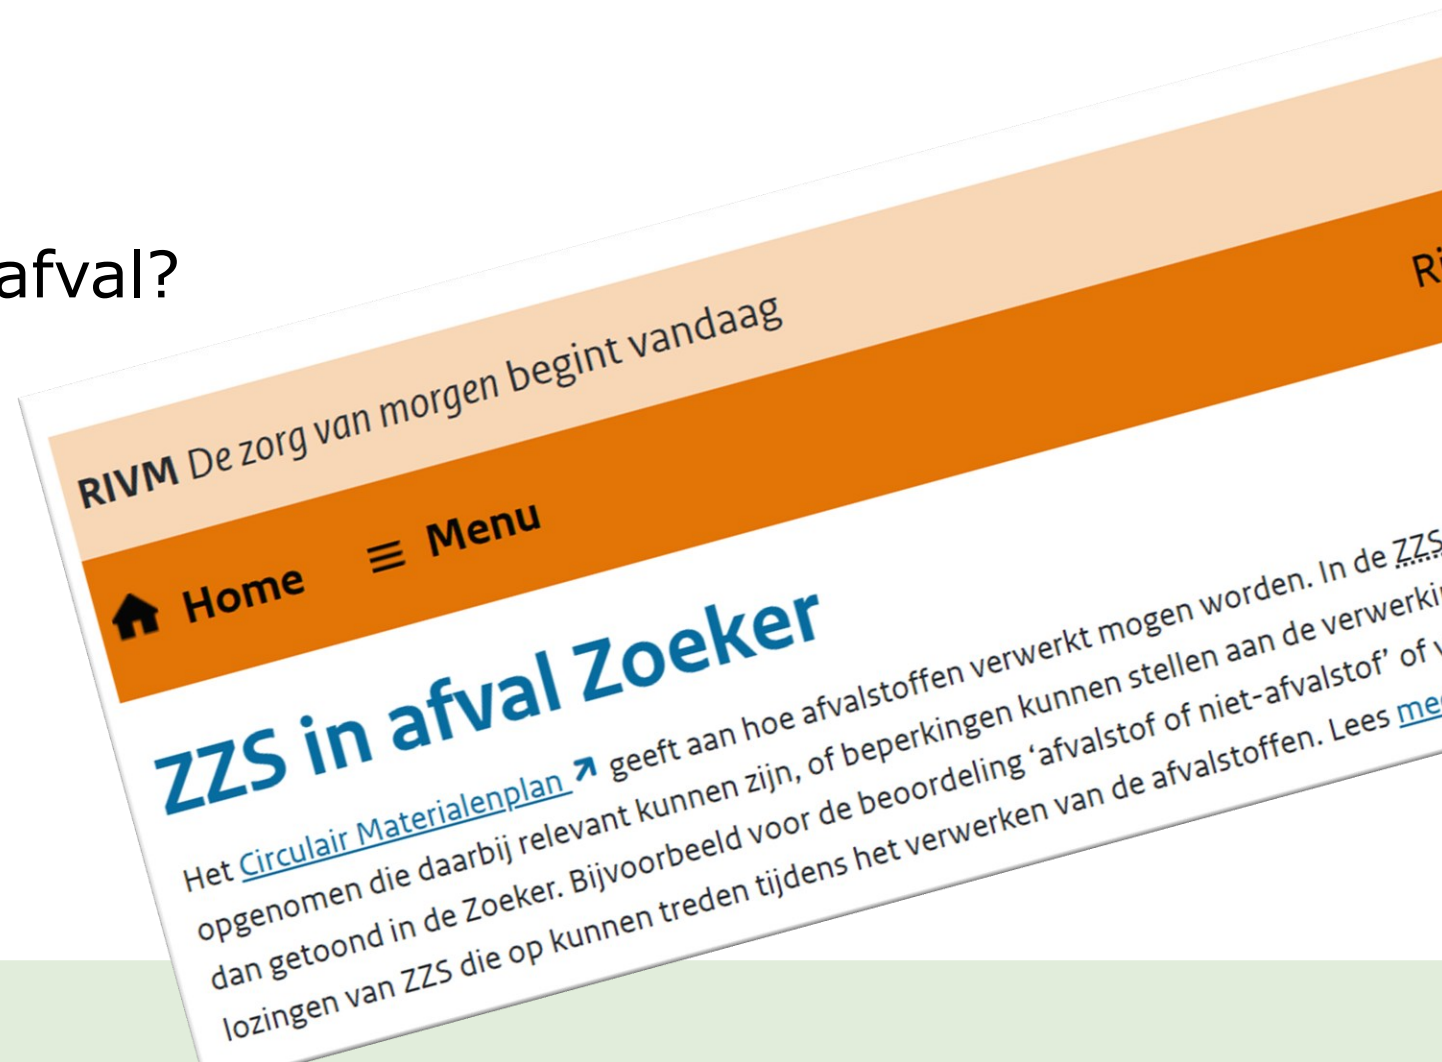 afval?
RIVM De zorg van morgen begint vandaag
Home ≡ Menu
ZZS in afval Zoeker
Het Circulair Materialenplan ↗ geeft aan hoe afvalstoffen verwerkt mogen worden. In de ZZS
opgenomen die daarbij relevant kunnen zijn, of beperkingen kunnen stellen aan de
dan getoond in de Zoeker. Bijvoorbeeld voor de beoordeling ‘afvalstof of niet-afvalstof’ of
lozingen van ZZS die op kunnen treden tijdens het verwerken van de afvalstoffen. Lees